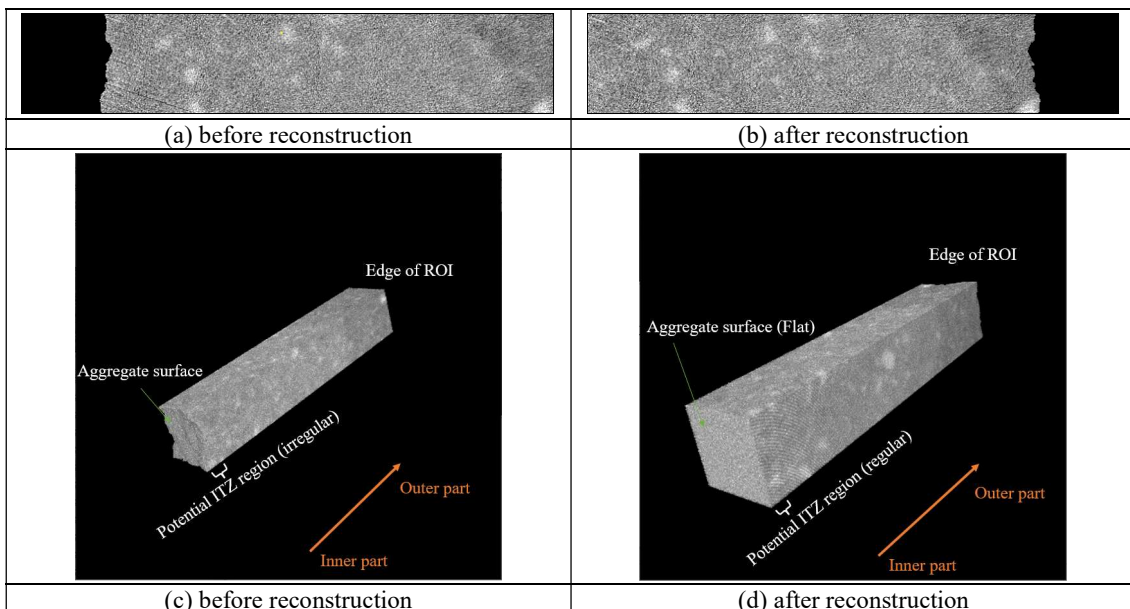 (a) before reconstruction
(b) after reconstruction
Edge of ROI
Aggregate surface
Potential ITZ region (irregular)
Outer part
Inner part
Edge of ROI
Aggregate surface (Flat)
Potential ITZ region (regular)
Outer part
Inner part
(c) before reconstruction
(d) after reconstruction